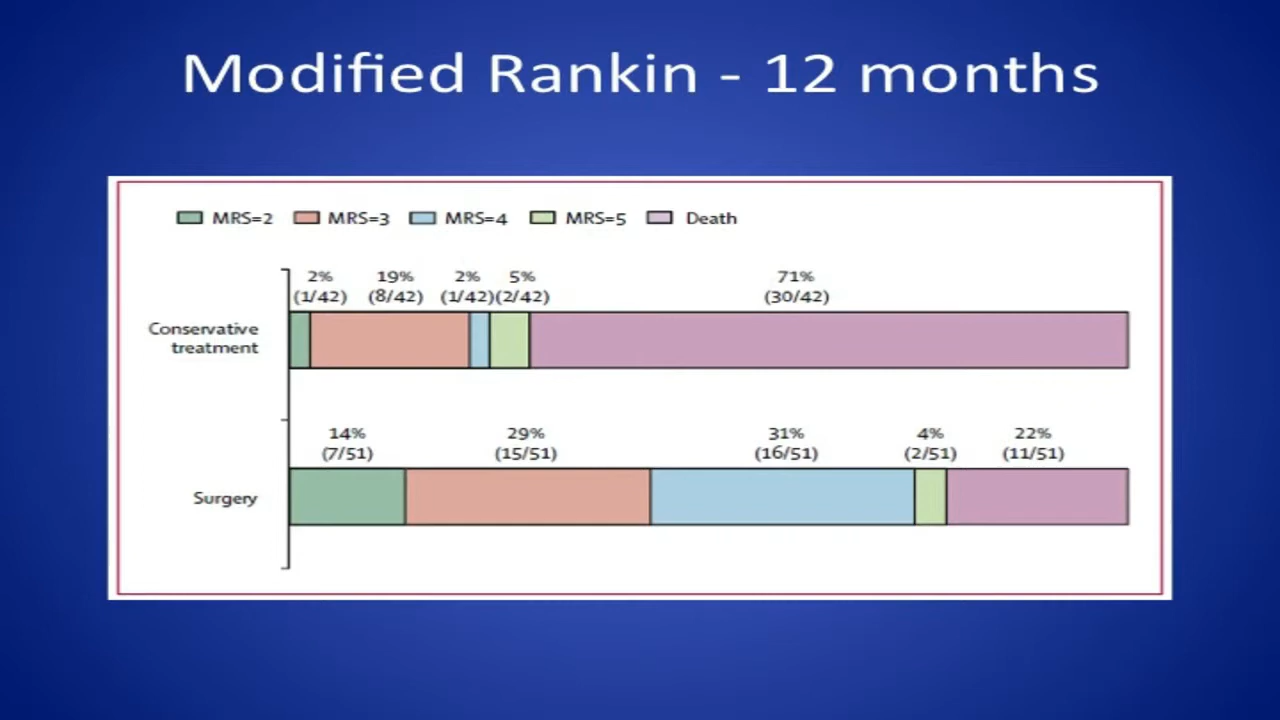 Modified Rankin - 12 months
MRS=2 MRS=3 MRS=4 MRS=5 Death
2% 19% 2% 5% 71%
(1/42) (8/42) (1/42)(2/42) (30/42)
Conservative
treatment
14% 29% 31% 4% 22%
(7/51) (15/51) (16/51) (2/51) (11/51)
Surgery